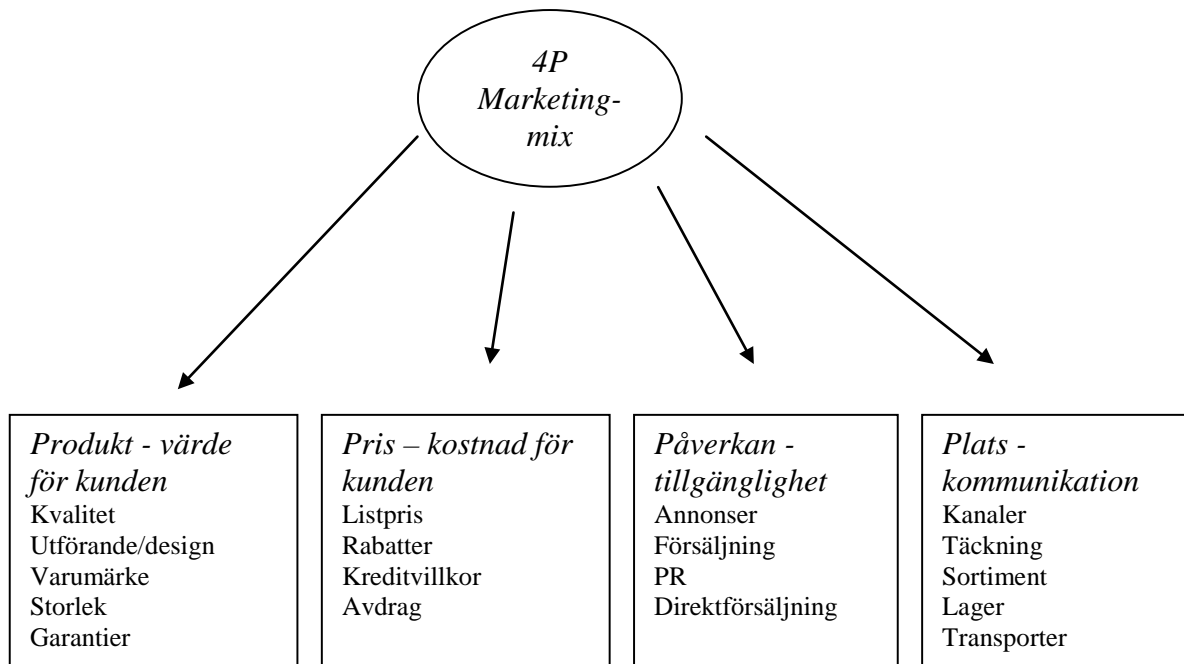 4P
Marketing-
mix
Produkt - värde
för kunden
Kvalitet
Utförande/design
Varumärke
Storlek
Garantier
Pris – kostnad för
kunden
Listpris
Rabatter
Kreditvillkor
Avdrag
Påverkan -
tillgänglighet
Annonser
Försäljning
PR
Direktförsäljning
Plats -
kommunikation
Kanaler
Täckning
Sortiment
Lager
Transporter